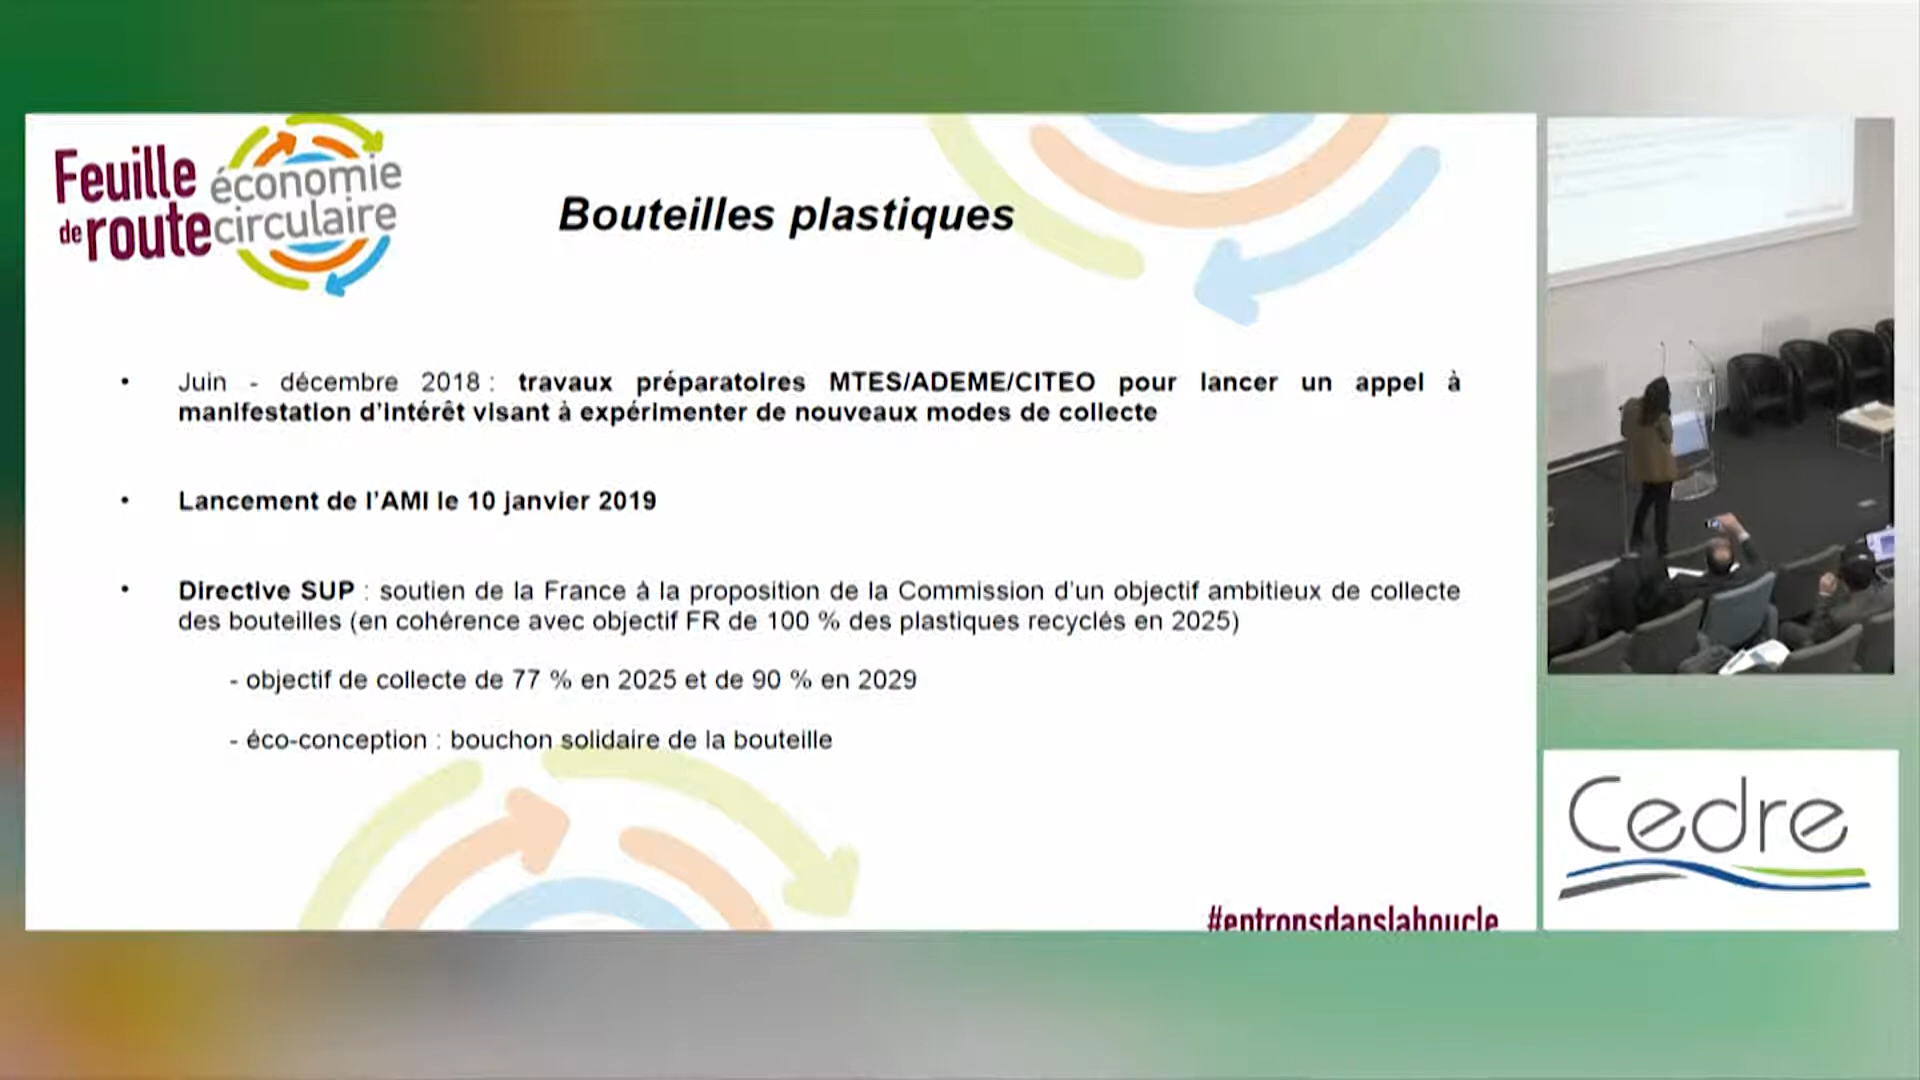 Feuille économie
de route circulaire
Bouteilles plastiques
• Juin - décembre 2018 : travaux préparatoires MTES/ADEME/CITEO pour lancer un appel à
manifestation d'intérêt visant à expérimenter de nouveaux modes de collecte
• Lancement de l'AMI le 10 janvier 2019
• Directive SUP : soutien de la France à la proposition de la Commission d'un objectif ambitieux de collecte
des bouteilles (en cohérence avec objectif FR de 100 % des plastiques recyclés en 2025)
- objectif de collecte de 77 % en 2025 et de 90 % en 2029
- éco-conception : bouchon solidaire de la bouteille
#entronsdanslaboucle
Cedre